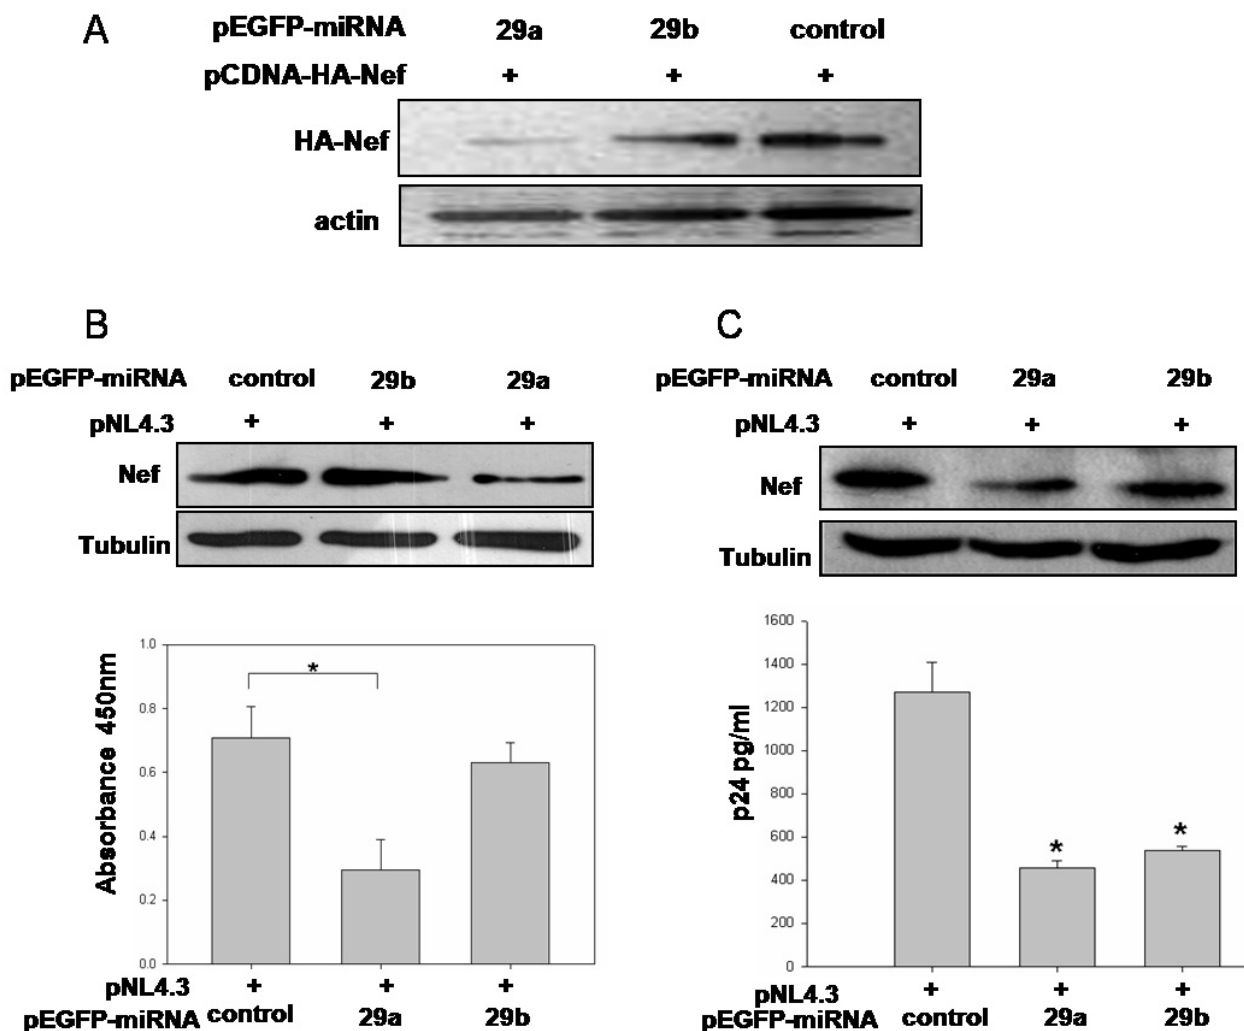 A
pEGFP-miRNA 29a 29b control
pCDNA-HA-Nef + + +
HA-Nef
actin
B
pEGFP-miRNA control 29b 29a
pNL4.3 + + +
Nef
Tubulin
Absorbance 450nm
1.0
0.8
0.6
0.4
0.2
0.0
*
pNL4.3 + + +
pEGFP-miRNA control 29a 29b
C
pEGFP-miRNA control 29a 29b
pNL4.3 + + +
Nef
Tubulin
p24 pg/ml
1600
1400
1200
1000
800
600
400
200
0
* *
pNL4.3 + + +
pEGFP-miRNA control 29a 29b